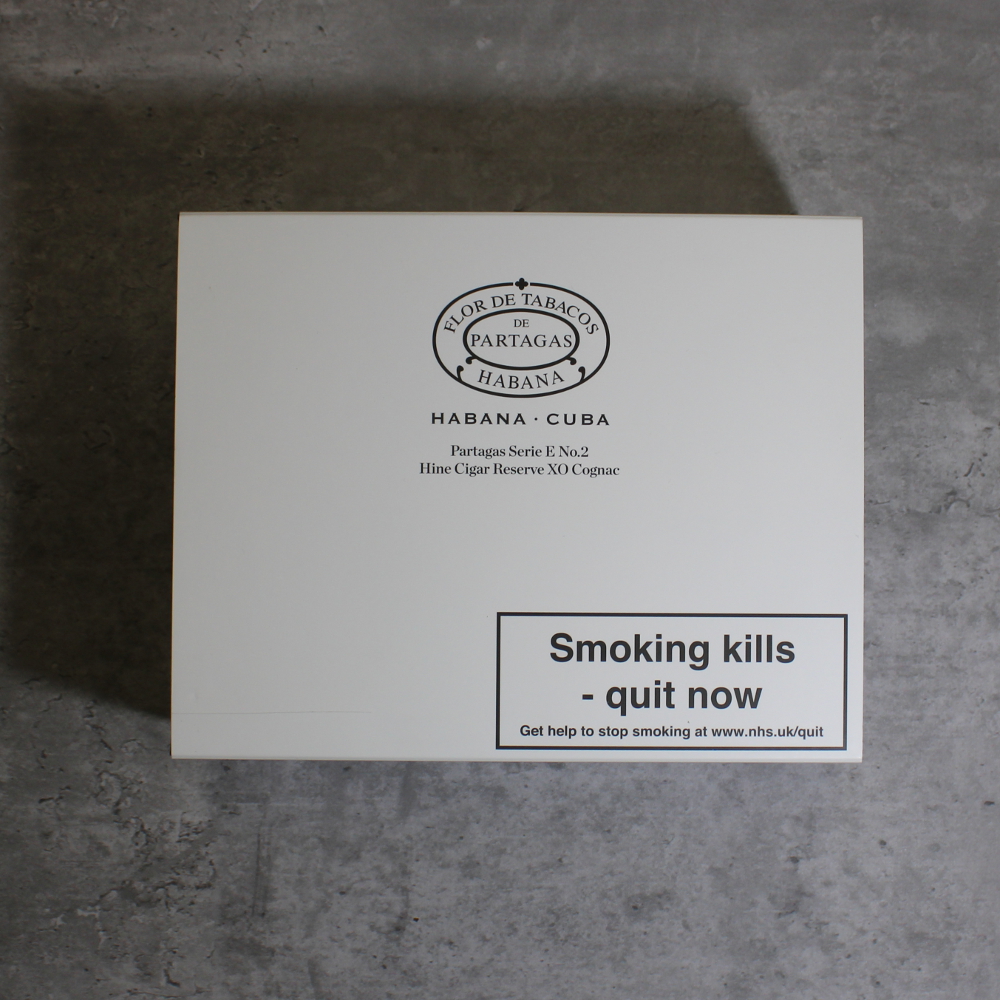 FLOR DE TABACOS
DE
PARTAGAS
HABANA
HABANA · CUBA
Partagas Serie E No.2
Hine Cigar Reserve XO Cognac
Smoking kills
- quit now
Get help to stop smoking at www.nhs.uk/quit